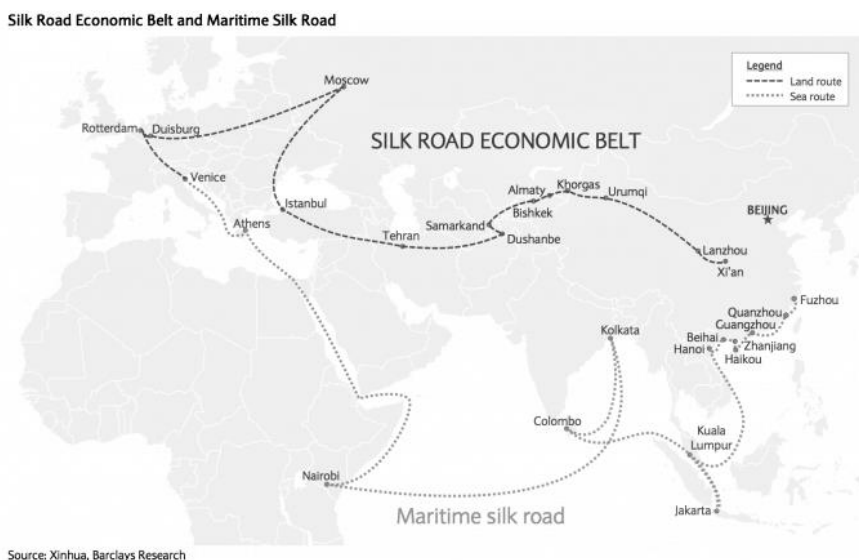 Silk Road Economic Belt and Maritime Silk Road
Legend
Land route
Sea route
Moscow
Rotterdam
Duisburg
SILK ROAD ECONOMIC BELT
Venice
Almaty
Khorgas
Urumqi
Istanbul
Bishkek
BEIJING
Athens
Samarkand
Tehran
Dushanbe
Lanzhou
Xi'an
Fuzhou
Quanzhou
Guangzhou
Kolkata
Beihai
Zhanjiang
Hanoi
Haikou
Colombo
Kuala
Lumpur
Nairobi
Maritime silk road
Jakarta
Source: Xinhua, Barclays Research